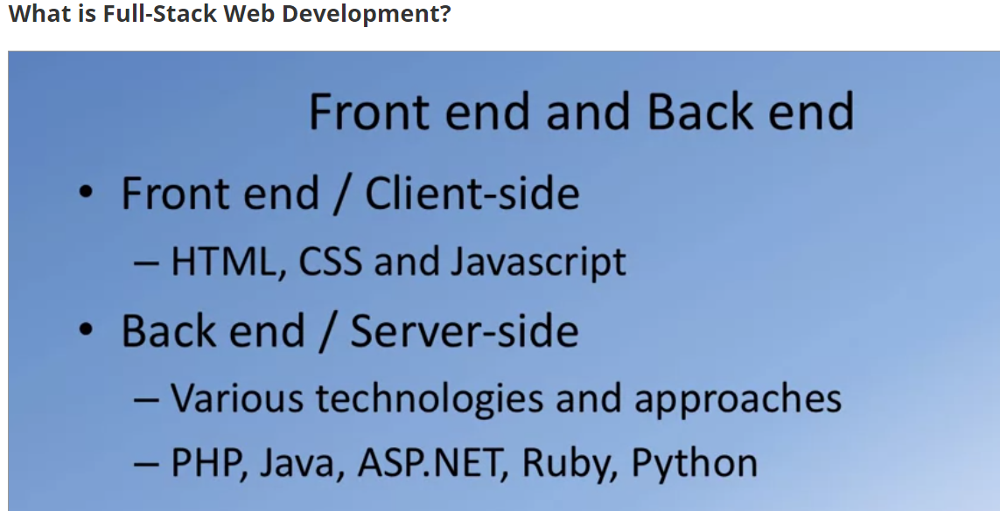 What is Full-Stack Web Development?
Front end and Back end
• Front end / Client-side
– HTML, CSS and Javascript
• Back end / Server-side
– Various technologies and approaches
– PHP, Java, ASP.NET, Ruby, Python